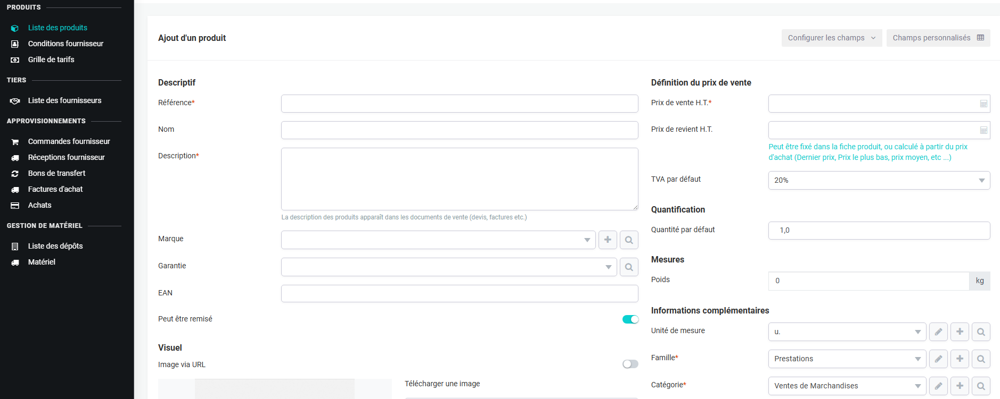 PRODUITS
Liste des produits
Conditions fournisseur
Grille de tarifs
TIERS
Liste des fournisseurs
APPROVISIONNEMENTS
Commandes fournisseur
Réceptions fournisseur
Bons de transfert
Factures d'achat
Achats
GESTION DE MATÉRIEL
Liste des dépôts
Matériel
Ajout d'un produit
Configurer les champs
Champs personnalisés
Descriptif
Référence*
Nom
Description*
La description des produits apparaît dans les documents de vente (devis, factures etc.)
Marque
Garantie
EAN
Peut être remisé
Visuel
Image via URL
Télécharger une image
Définition du prix de vente
Prix de vente H.T.*
Prix de revient H.T.
Peut être fixé dans la fiche produit, ou calculé à partir du prix
d'achat (Dernier prix, Prix le plus bas, prix moyen, etc ...)
TVA par défaut
20%
Quantification
Quantité par défaut
1,0
Mesures
Poids
0
kg
Informations complémentaires
Unité de mesure
u.
Famille*
Prestations
Catégorie*
Ventes de Marchandises